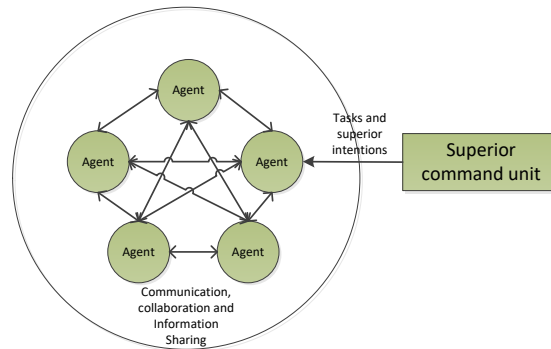 Agent
Tasks and
superior
intentions
Agent
Agent
Superior
command unit
Agent
Agent
Communication,
collaboration and
Information
Sharing